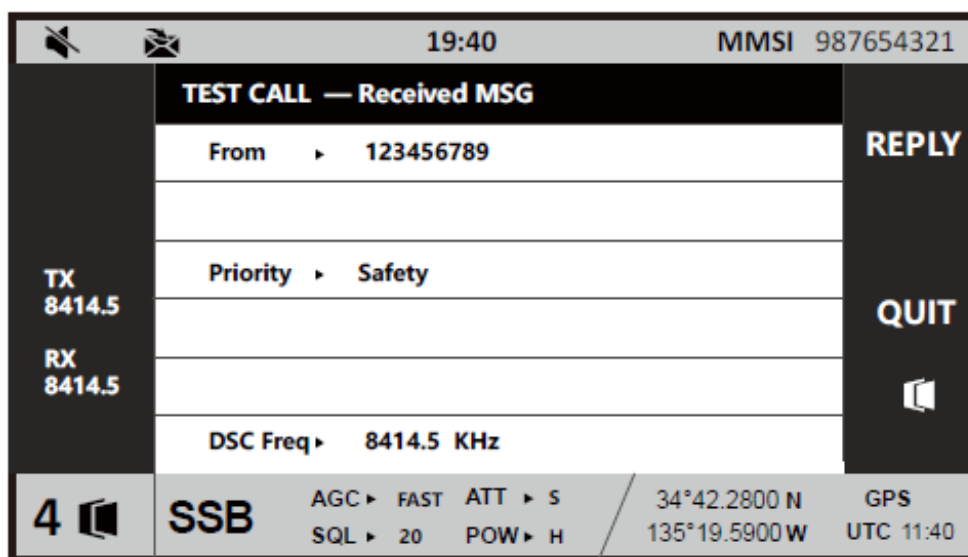 19:40 MMSI 987654321
TEST CALL — Received MSG
From ▸ 123456789
REPLY
Priority ▸ Safety
TX
8414.5
QUIT
RX
8414.5
DSC Freq ▸ 8414.5 KHz
4 SSB
AGC ▸ FAST ATT ▸ S
SQL ▸ 20 POW ▸ H
34°42.2800 N
135°19.5900 W
GPS
UTC 11:40